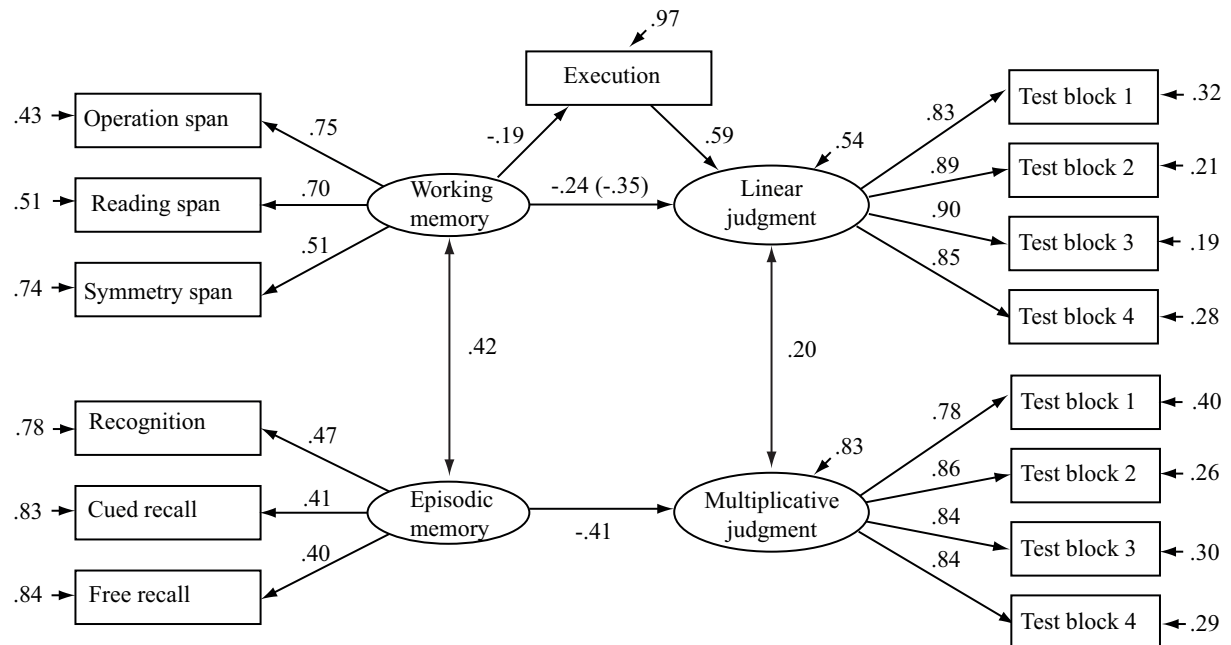 .97
Execution
.43
Operation span
.75
-.19
.59
.54
.83
Test block 1
.32
.51
Reading span
.70
Working
memory
-.24 (-.35)
Linear
judgment
.89
Test block 2
.21
.74
Symmetry span
.51
.90
Test block 3
.19
.85
Test block 4
.28
.42
.20
.78
Recognition
.47
.83
.78
Test block 1
.40
.83
Cued recall
.41
Episodic
memory
-.41
Multiplicative
judgment
.86
Test block 2
.26
.84
Free recall
.40
.84
Test block 3
.30
.84
Test block 4
.29